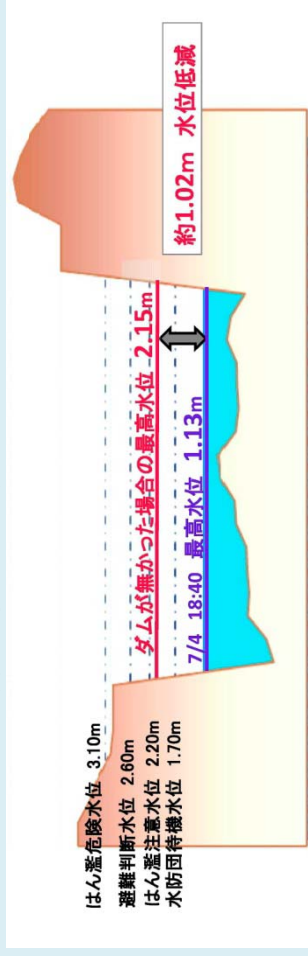 はん濫危険水位 3.10m
避難判断水位 2.60m
はん濫注意水位 2.20m
水防団待機水位 1.70m
ダムが無かった場合の最高水位 2.15m
7/4 18:40 最高水位 1.13m
約1.02m 水位低減